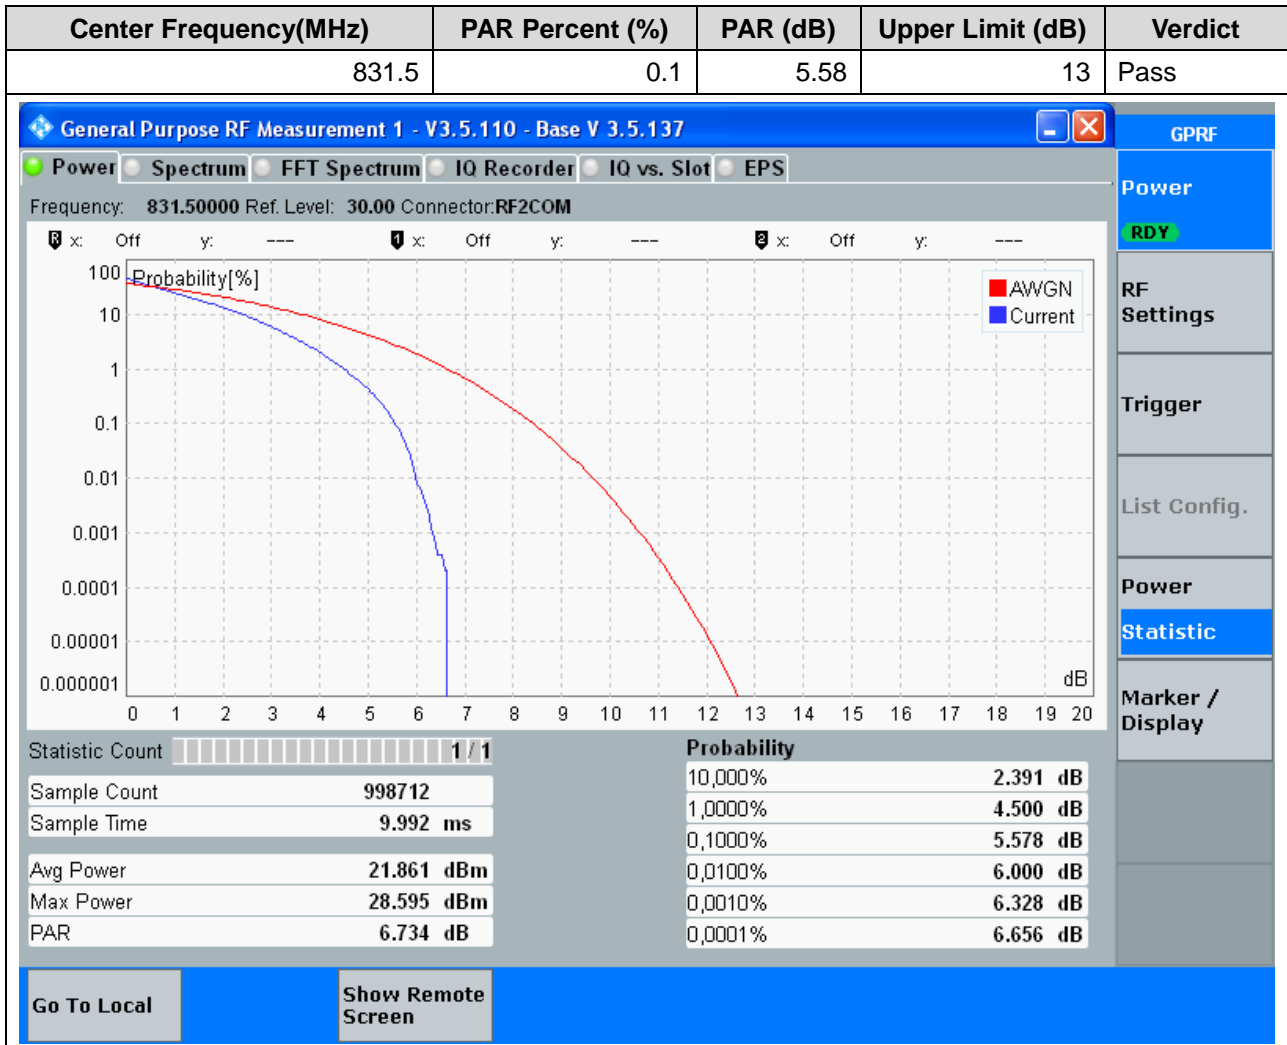 Center Frequency(MHz) PAR Percent (%) PAR (dB) Upper Limit (dB) Verdict
831.5 0.1 5.58 13 Pass
General Purpose RF Measurement 1 - V3.5.110 - Base V 3.5.137
GPRF
Power Spectrum FFT Spectrum IQ Recorder IQ vs. Slot EPS
Power
RDY
Frequency: 831.50000 Ref. Level: 30.00 Connector:RF2COM
R x: Off y: --- 1 x: Off y: --- 2 x: Off y: ---
Probability[%]
AWGN
Current
100
10
1
0.1
0.01
0.001
0.0001
0.00001
0.000001
dB
0 1 2 3 4 5 6 7 8 9 10 11 12 13 14 15 16 17 18 19 20
RF
Settings
Trigger
List Config.
Power
Statistic
Marker /
Display
Statistic Count 1 / 1
Sample Count 998712
Sample Time 9.992 ms
Avg Power 21.861 dBm
Max Power 28.595 dBm
PAR 6.734 dB
Probability
10,000% 2.391 dB
1,0000% 4.500 dB
0,1000% 5.578 dB
0,0100% 6.000 dB
0,0010% 6.328 dB
0,0001% 6.656 dB
Go To Local
Show Remote
Screen